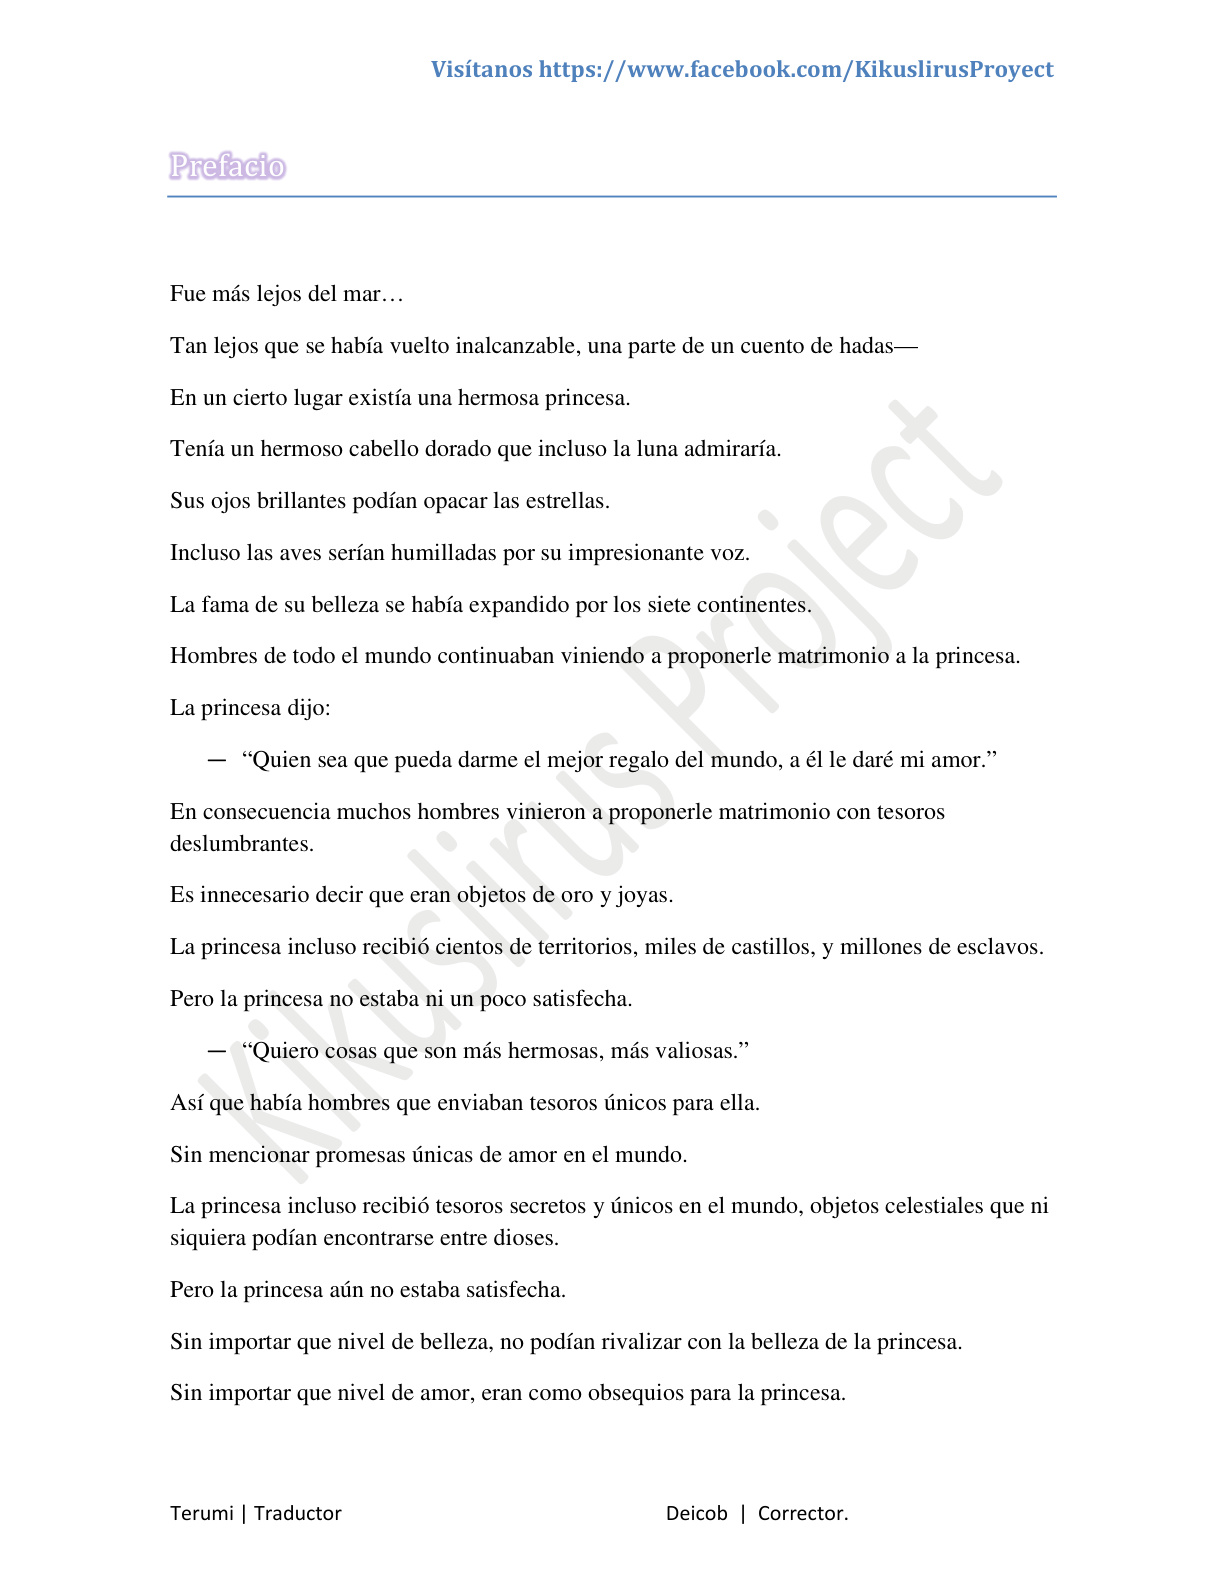 Visítanos https://www.facebook.com/KikuslirusProyect
Prefacio
Fue más lejos del mar…
Tan lejos que se había vuelto inalcanzable, una parte de un cuento de hadas—
En un cierto lugar existía una hermosa princesa.
Tenía un hermoso cabello dorado que incluso la luna admiraría.
Sus ojos brillantes podían opacar las estrellas.
Incluso las aves serían humilladas por su impresionante voz.
La fama de su belleza se había expandido por los siete continentes.
Hombres de todo el mundo continuaban viniendo a proponerle matrimonio a la princesa.
La princesa dijo:
— “Quien sea que pueda darme el mejor regalo del mundo, a él le daré mi amor.”
En consecuencia muchos hombres vinieron a proponerle matrimonio con tesoros
deslumbrantes.
Es innecesario decir que eran objetos de oro y joyas.
La princesa incluso recibió cientos de territorios, miles de castillos, y millones de esclavos.
Pero la princesa no estaba ni un poco satisfecha.
— “Quiero cosas que son más hermosas, más valiosas.”
Así que había hombres que enviaban tesoros únicos para ella.
Sin mencionar promesas únicas de amor en el mundo.
La princesa incluso recibió tesoros secretos y únicos en el mundo, objetos celestiales que ni
siquiera podían encontrarse entre dioses.
Pero la princesa aún no estaba satisfecha.
Sin importar que nivel de belleza, no podían rivalizar con la belleza de la princesa.
Sin importar que nivel de amor, eran como obsequios para la princesa.
Kikuslirus Project
Terumi | Traductor Deicob | Corrector.